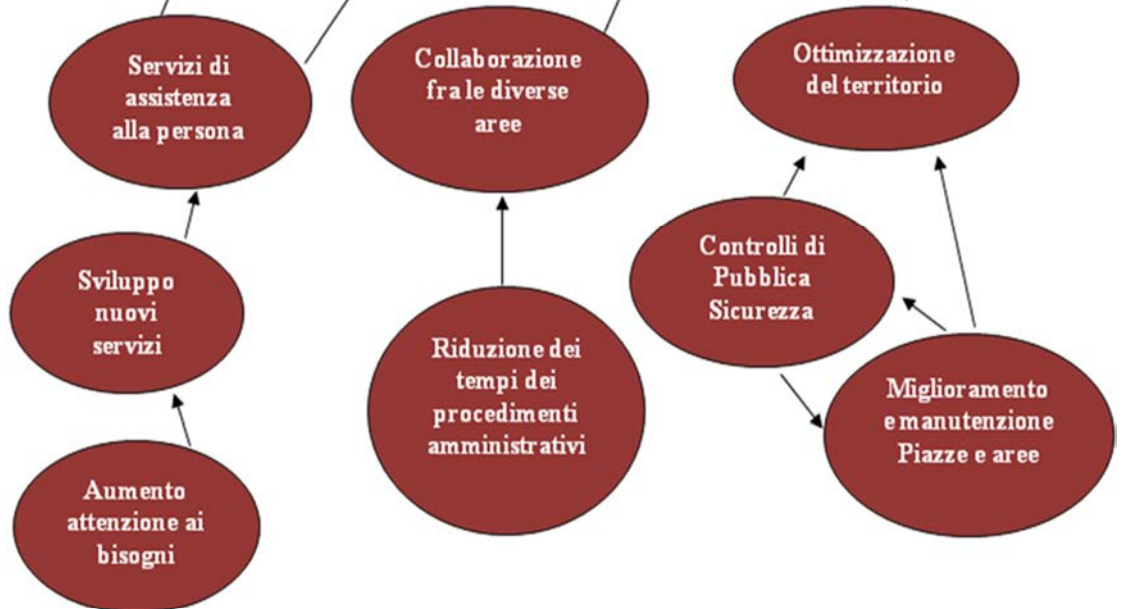 Servizi di
assistenza
alla persona
Collaborazione
fra le diverse
aree
Ottimizzazione
del territorio
Sviluppo
nuovi
servizi
Controlli di
Pubblica
Sicurezza
Riduzione dei
tempi dei
procedimenti
amministrativi
Miglioramento
e manutenzione
Piazze e aree
Aumento
attenzione ai
bisogni